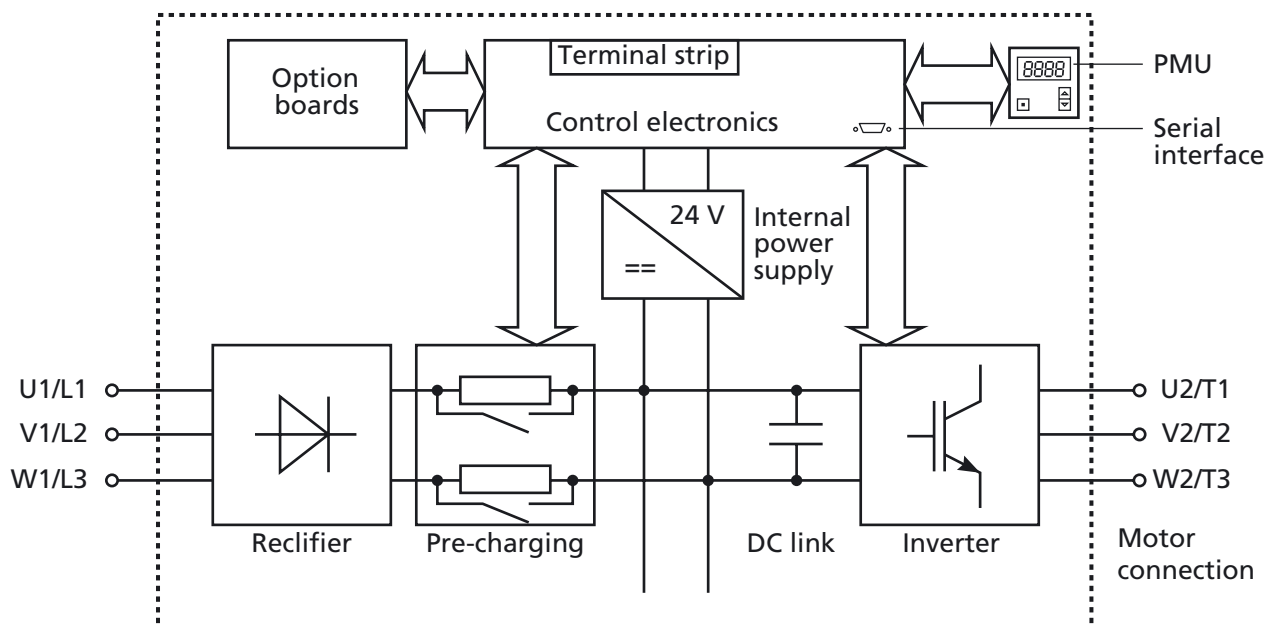 Terminal strip
Option
boards
Control electronics
8888
PMU
Serial
interface
24 V
==
Internal
power
supply
U1/L1
V1/L2
W1/L3
U2/T1
V2/T2
W2/T3
Reclifier
Pre-charging
DC link
Inverter
Motor
connection